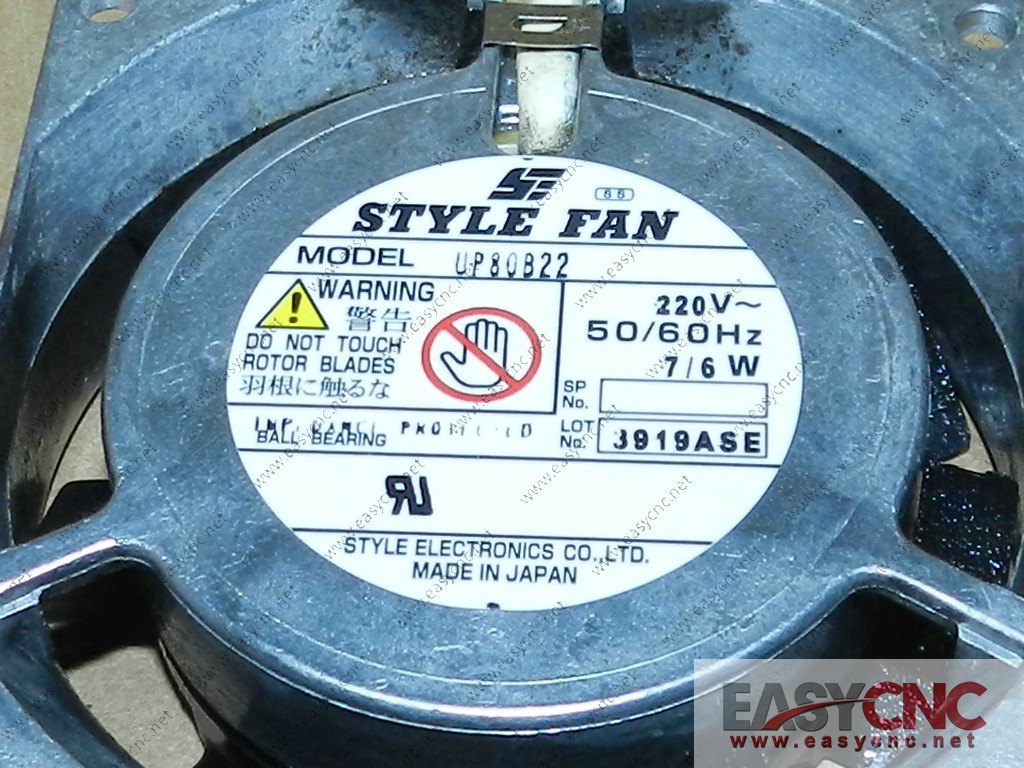 SE
STYLE FAN
MODEL UP80B22
WARNING
警告
DO NOT TOUCH
ROTOR BLADES
羽根に触るな
220V~
50/60Hz
7/6 W
SP
No.
LOT
No. 3919ASE
BALL BEARING
STYLE ELECTRONICS CO.,LTD.
MADE IN JAPAN
EASYCNC
www.easycnc.net